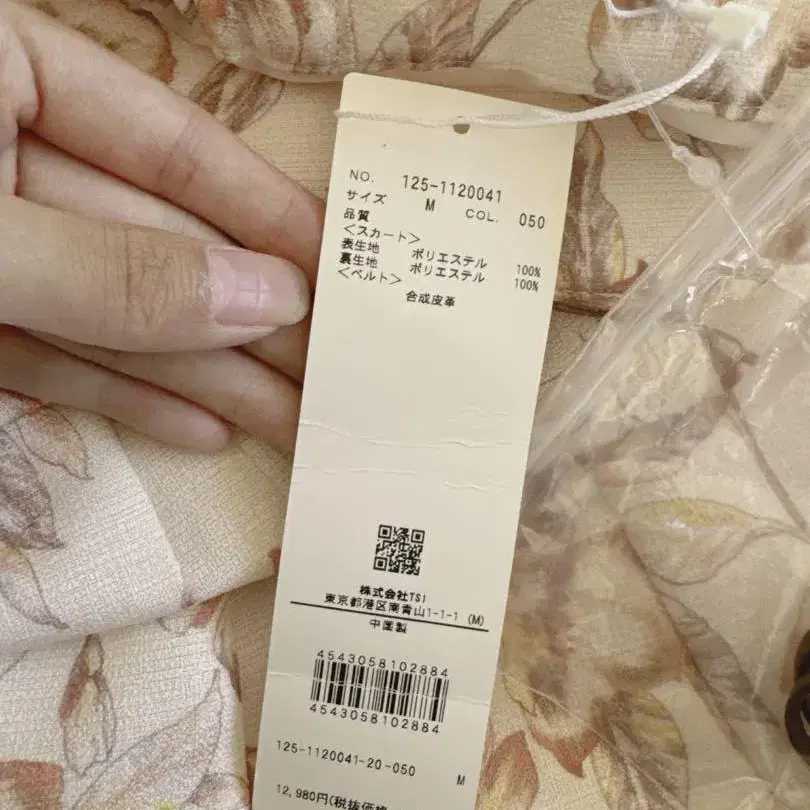 NO. 125-1120041
サイズ M COL. 050
品質
<スカート>
表生地 ポリエステル 100%
裏生地 ポリエステル 100%
<ベルト>
合成皮革
株式会社TSI
東京都港区南青山1-1-1 (M)
中国製
4543058102884
4543058102884
125-1120041-20-050 M
12,980円(税抜価格